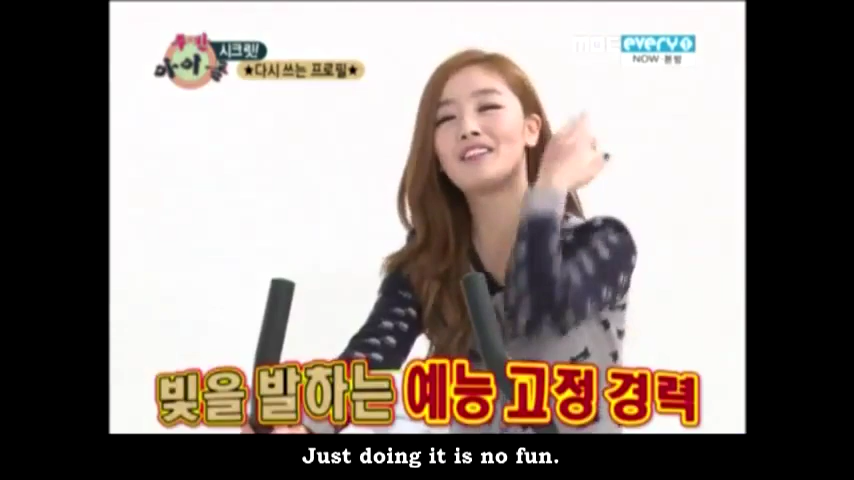 주간
아이돌
시크릿!
★다시 쓰는 프로필★
MBC every1
NOW 본방
빛을 발하는 예능 고정 경력
Just doing it is no fun.